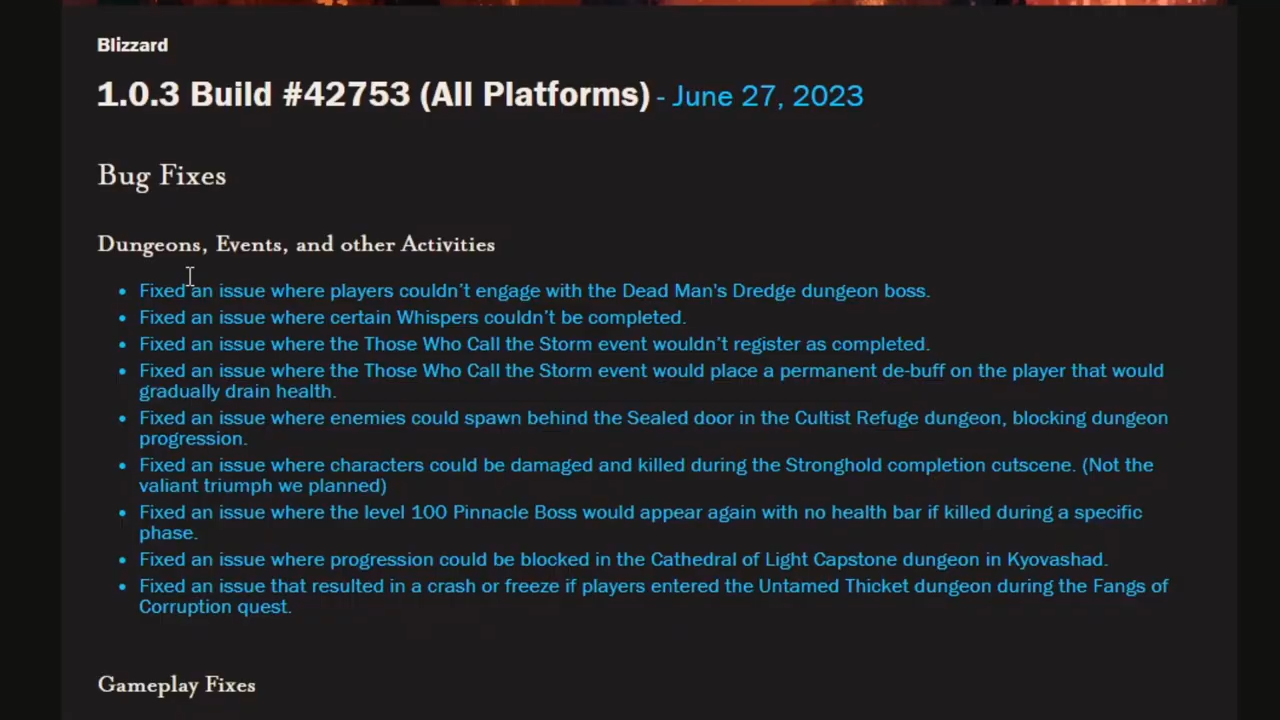 Blizzard
1.0.3 Build #42753 (All Platforms) - June 27, 2023
Bug Fixes
Dungeons, Events, and other Activities
• Fixed an issue where players couldn’t engage with the Dead Man’s Dredge dungeon boss.
• Fixed an issue where certain Whispers couldn’t be completed.
• Fixed an issue where the Those Who Call the Storm event wouldn’t register as completed.
• Fixed an issue where the Those Who Call the Storm event would place a permanent de-buff on the player that would
gradually drain health.
• Fixed an issue where enemies could spawn behind the Sealed door in the Cultist Refuge dungeon, blocking dungeon
progression.
• Fixed an issue where characters could be damaged and killed during the Stronghold completion cutscene. (Not the
valiant triumph we planned)
• Fixed an issue where the level 100 Pinnacle Boss would appear again with no health bar if killed during a specific
phase.
• Fixed an issue where progression could be blocked in the Cathedral of Light Capstone dungeon in Kyovashad.
• Fixed an issue that resulted in a crash or freeze if players entered the Untamed Thicket dungeon during the Fangs of
Corruption quest.
Gameplay Fixes